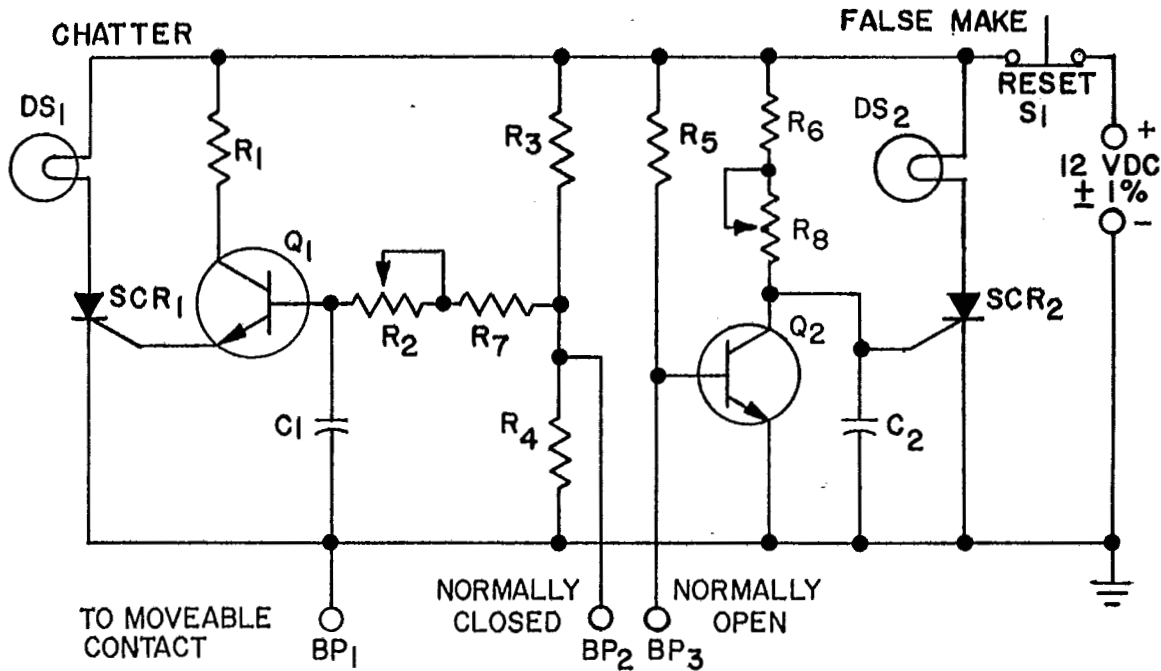 CHATTER
FALSE MAKE
RESET
S1
DS1
R1
R3
R5
R6
DS2
+
12 VDC
± 1%
-
R8
Q1
SCR1
R2
R7
Q2
SCR2
C1
R4
C2
TO MOVEABLE
CONTACT
BP1
NORMALLY
CLOSED
BP2
BP3
NORMALLY
OPEN